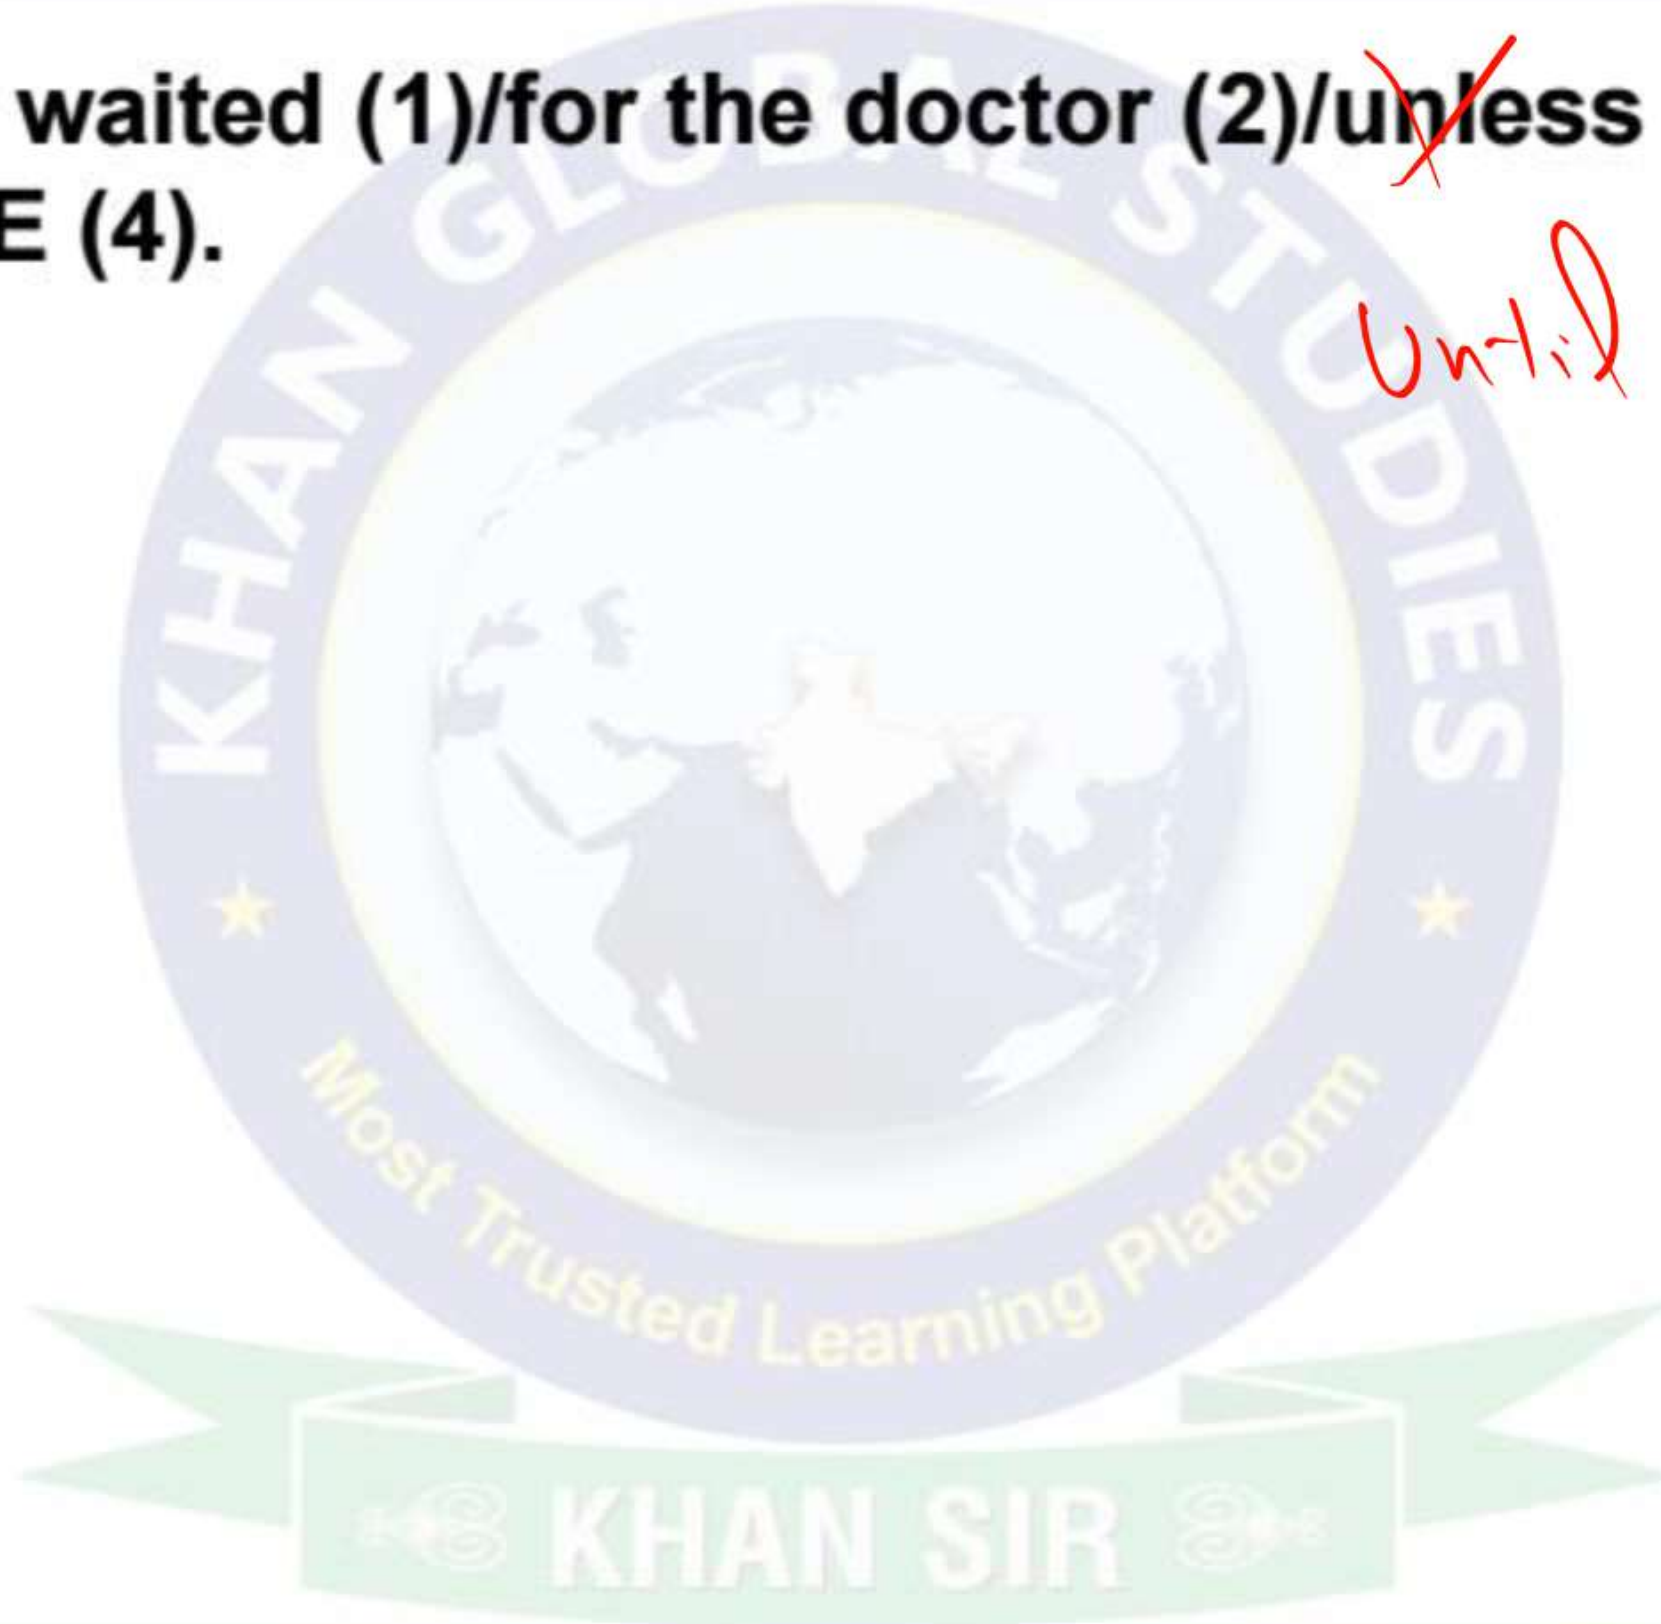 waited (1)/for the doctor (2)/unless
E (4).
Until
KHAN GLOBAL STUDIES
Most Trusted Learning Platform
KHAN SIR